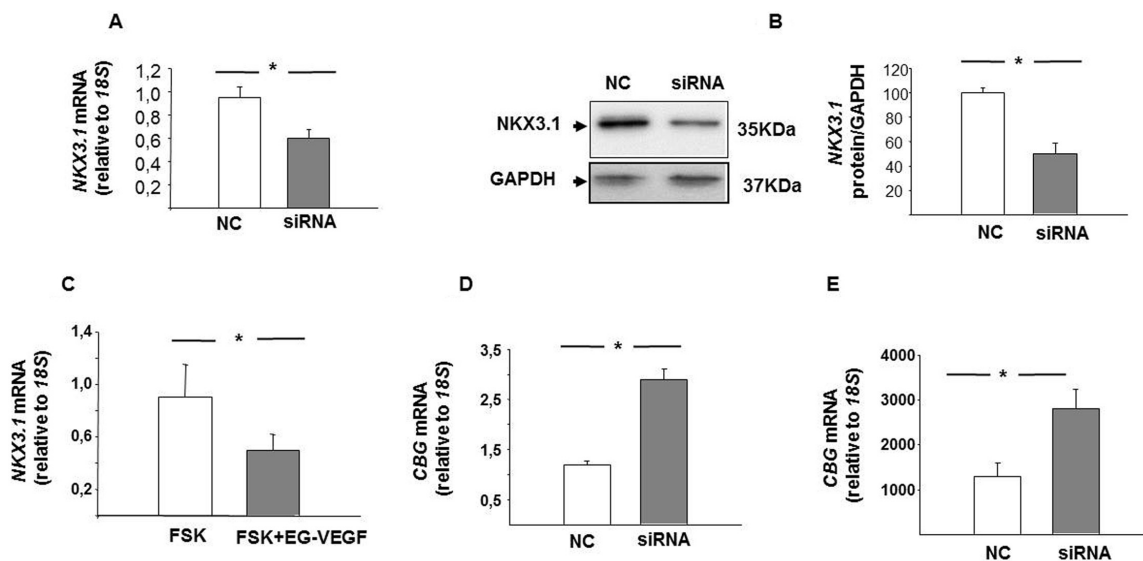 A
NKX3.1 mRNA
(relative to 18S)
1,2
1,0
0,8
0,6
0,4
0,2
*
NC
siRNA
NC
siRNA
NKX3.1
35KDa
GAPDH
37KDa
B
NKX3.1
protein/GAPDH
120
100
80
60
40
20
*
NC
siRNA
C
NKX3.1 mRNA
(relative to 18S)
1,4
1,0
0,6
0,2
*
FSK
FSK+EG-VEGF
D
CBG mRNA
(relative to 18S)
3,5
2,5
1,5
0,5
*
NC
siRNA
E
CBG mRNA
(relative to 18S)
4000
3000
2000
1000
*
NC
siRNA